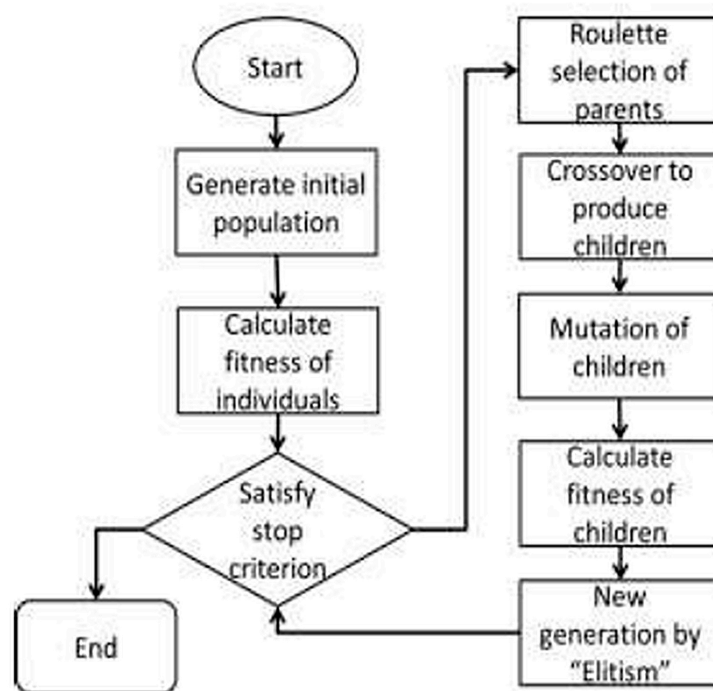 Start
Generate initial
population
Calculate
fitness of
individuals
Satisfy
stop
criterion
End
Roulette
selection of
parents
Crossover to
produce
children
Mutation of
children
Calculate
fitness of
children
New
generation by
“Elitism”